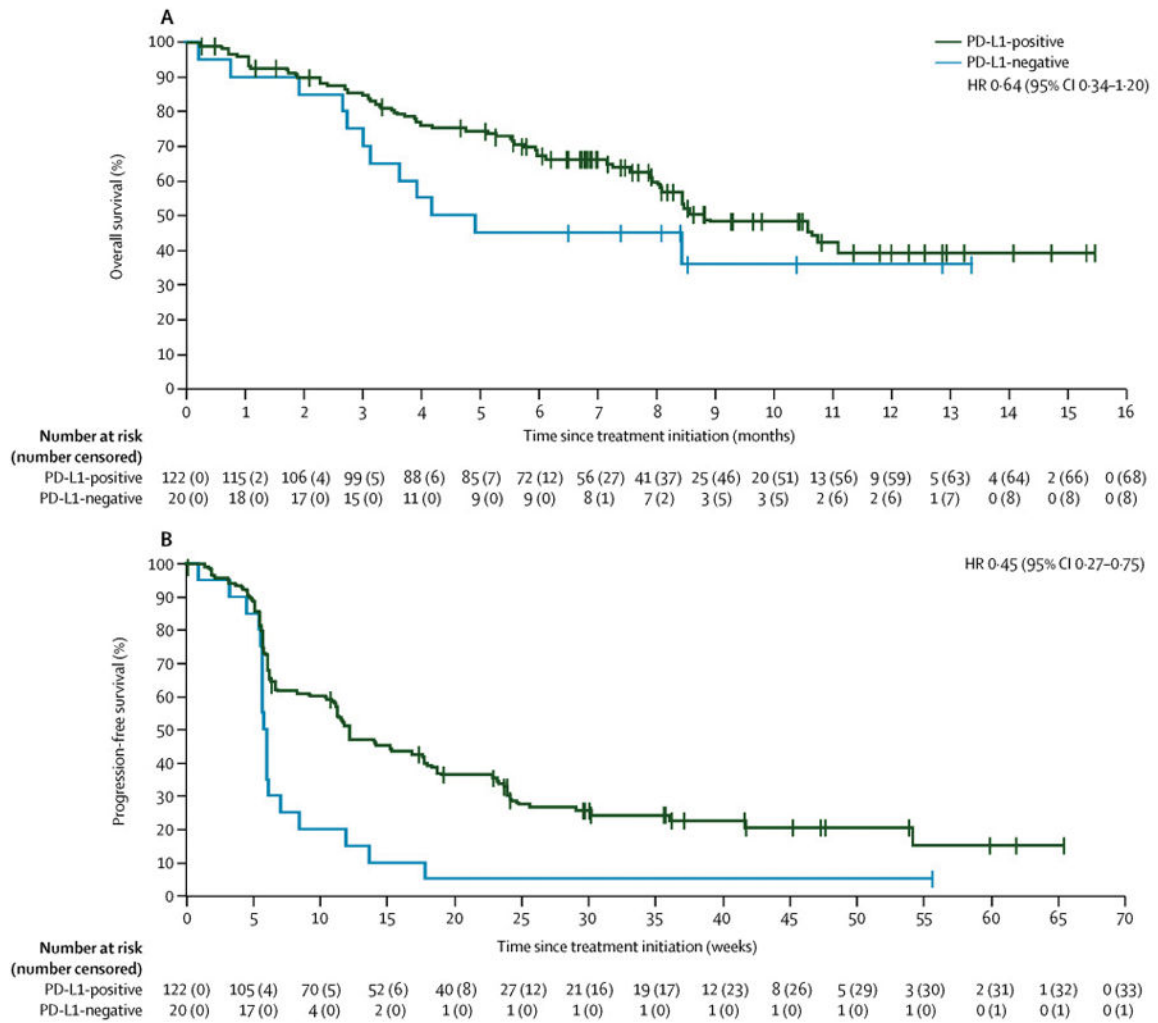 A
100
90
80
70
60
50
40
30
20
10
0
Overall survival (%)
PD-L1-positive
PD-L1-negative
HR 0·64 (95% CI 0·34–1·20)
0 1 2 3 4 5 6 7 8 9 10 11 12 13 14 15 16
Time since treatment initiation (months)
Number at risk
(number censored)
PD-L1-positive 122 (0) 115 (2) 106 (4) 99 (5) 88 (6) 85 (7) 72 (12) 56 (27) 41 (37) 25 (46) 20 (51) 13 (56) 9 (59) 5 (63) 4 (64) 2 (66) 0 (68)
PD-L1-negative 20 (0) 18 (0) 17 (0) 15 (0) 11 (0) 9 (0) 9 (0) 8 (1) 7 (2) 3 (5) 3 (5) 2 (6) 2 (6) 1 (7) 0 (8) 0 (8) 0 (8)
B
100
90
80
70
60
50
40
30
20
10
0
Progression-free survival (%)
HR 0·45 (95% CI 0·27–0·75)
0 5 10 15 20 25 30 35 40 45 50 55 60 65 70
Time since treatment initiation (weeks)
Number at risk
(number censored)
PD-L1-positive 122 (0) 105 (4) 70 (5) 52 (6) 40 (8) 27 (12) 21 (16) 19 (17) 12 (23) 8 (26) 5 (29) 3 (30) 2 (31) 1 (32) 0 (33)
PD-L1-negative 20 (0) 17 (0) 4 (0) 2 (0) 1 (0) 1 (0) 1 (0) 1 (0) 1 (0) 1 (0) 1 (0) 1 (0) 0 (1) 0 (1) 0 (1)